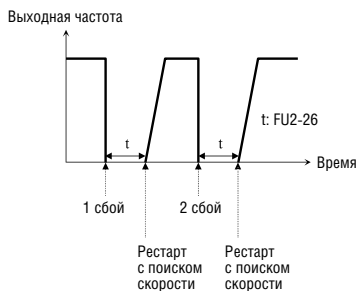 Выходная частота
t
t
t: FU2-26
Время
1 сбой
2 сбой
Рестарт
с поиском
скорости
Рестарт
с поиском
скорости